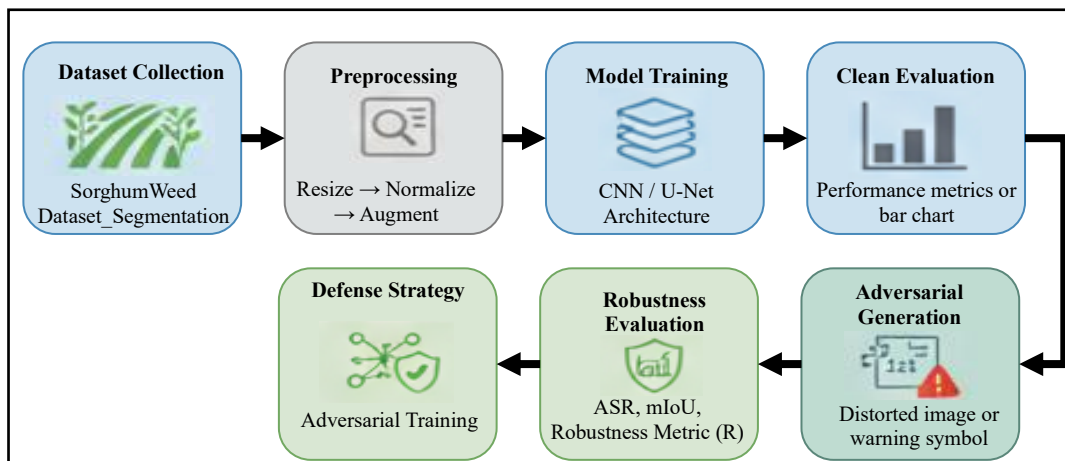 Dataset Collection
SorghumWeed
Dataset_Segmentation
Preprocessing
Resize → Normalize
→ Augment
Model Training
CNN / U-Net
Architecture
Clean Evaluation
Performance metrics or
bar chart
Adversarial
Generation
Distorted image or
warning symbol
Robustness
Evaluation
ASR, mIoU,
Robustness Metric (R)
Defense Strategy
Adversarial Training